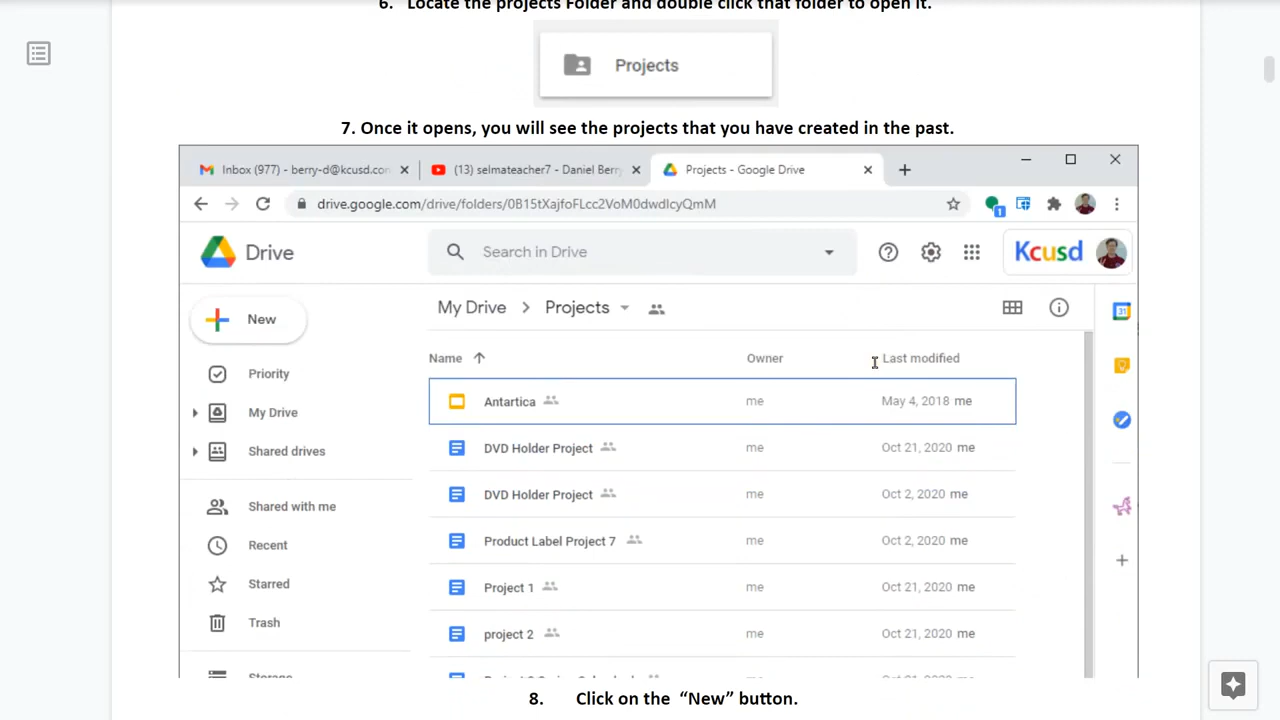 6. Locate the projects Folder and double click that folder to open it.
Projects
7. Once it opens, you will see the projects that you have created in the past.
Inbox (977) - berry-d@kcusd.con
(13) selmateacher7 - Daniel Berry
Projects - Google Drive
drive.google.com/drive/folders/0B15tXajfoFLcc2VoM0dwdlcyQmM
1
Drive
Search in Drive
Kcusd
New
My Drive > Projects
31
Name
Owner
Last modified
Priority
Antartica me May 4, 2018 me
My Drive
DVD Holder Project me Oct 21, 2020 me
Shared drives
DVD Holder Project me Oct 2, 2020 me
Shared with me
Product Label Project 7 me Oct 2, 2020 me
Recent
Project 1 me Oct 21, 2020 me
Starred
Trash
project 2 me Oct 21, 2020 me
8. Click on the “New” button.